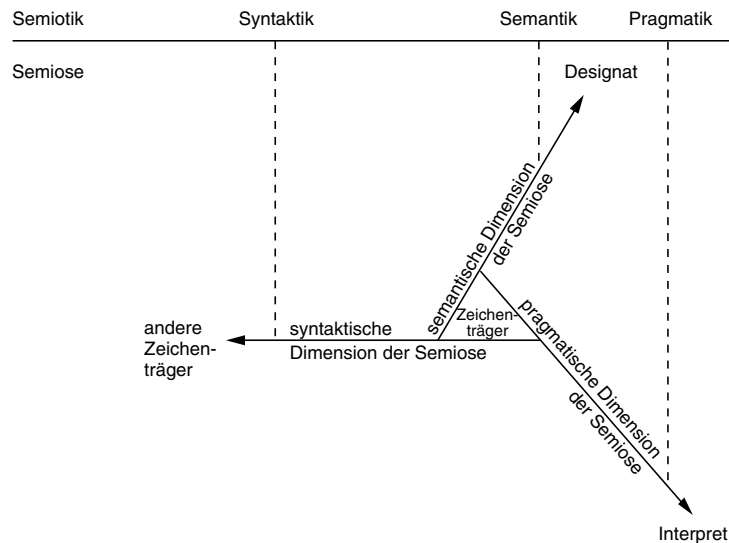 Semiotik Syntaktik Semantik Pragmatik
Semiose
Designat
semantische Dimension
der Semiose
Zeichen-
träger
andere
Zeichen-
träger
syntaktische
Dimension der Semiose
pragmatische Dimension
der Semiose
Interpret